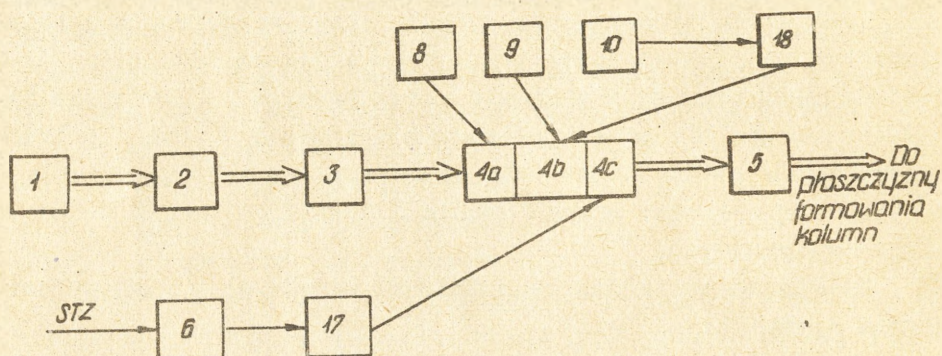 8
9
10
18
1
2
3
4a
4b
4c
5
Do
płaszczyzny
formowania
kolumn
STZ
6
17